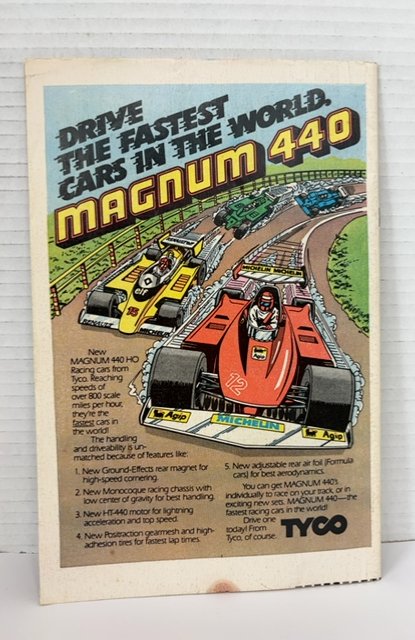 DRIVE
THE FASTEST
CARS IN THE WORLD.
MAGNUM 440
MICHELIN MICHELIN
elf
15
MICHELIN
12
Agip
MICHELIN
Agip
New
MAGNUM 440 HO
Racing cars from
Tyco. Reaching
speeds of
over 800 scale
miles per hour,
they're the
fastest cars in
the world!
The handling
and driveability is un-
matched because of features like:
1. New Ground-Effects rear magnet for
high-speed cornering.
2. New Monocoque racing chassis with
low center of gravity for best handling.
3. New HT-440 motor for lightning
acceleration and top speed.
4. New Positraction gearmesh and high-
adhesion tires for fastest lap times.
5. New adjustable rear air foil (Formula
cars) for best aerodynamics.
You can get MAGNUM 440's
individually to race on your track, or in
exciting new sets. MAGNUM 440—the
fastest racing cars in the world!
Drive one
today! From
Tyco, of course.
TYCO